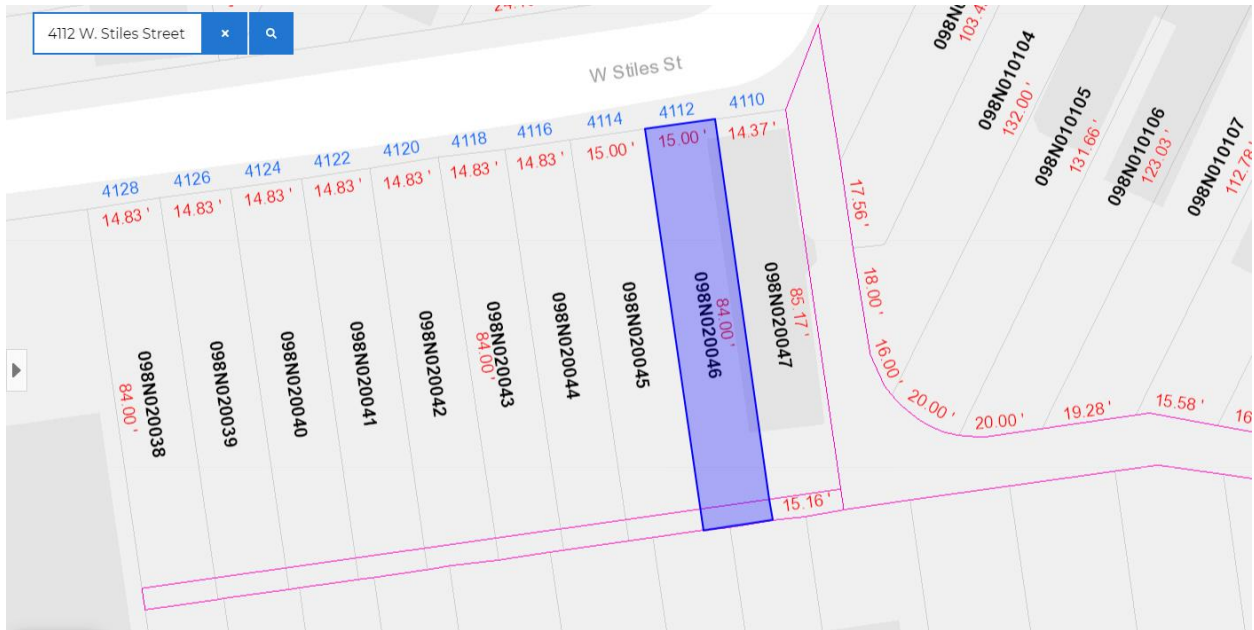 4112 W. Stiles Street
W Stiles St
4128
4126
4124
4122
4120
4118
4116
4114
4112
4110
14.83 '
14.83 '
14.83 '
14.83 '
14.83 '
14.83 '
14.83 '
15.00 '
15.00 '
14.37 '
098N020038
84.00 '
098N020039
098N020040
098N020041
098N020042
098N020043
84.00 '
098N020044
098N020045
098N020046
84.00 '
098N020047
85.17 '
15.16 '
17.56 '
18.00 '
16.00 '
20.00 '
20.00 '
19.28 '
15.58 '
098N010104
132.00 '
098N010105
131.66 '
098N010106
123.03 '
098N010107
112.78 '